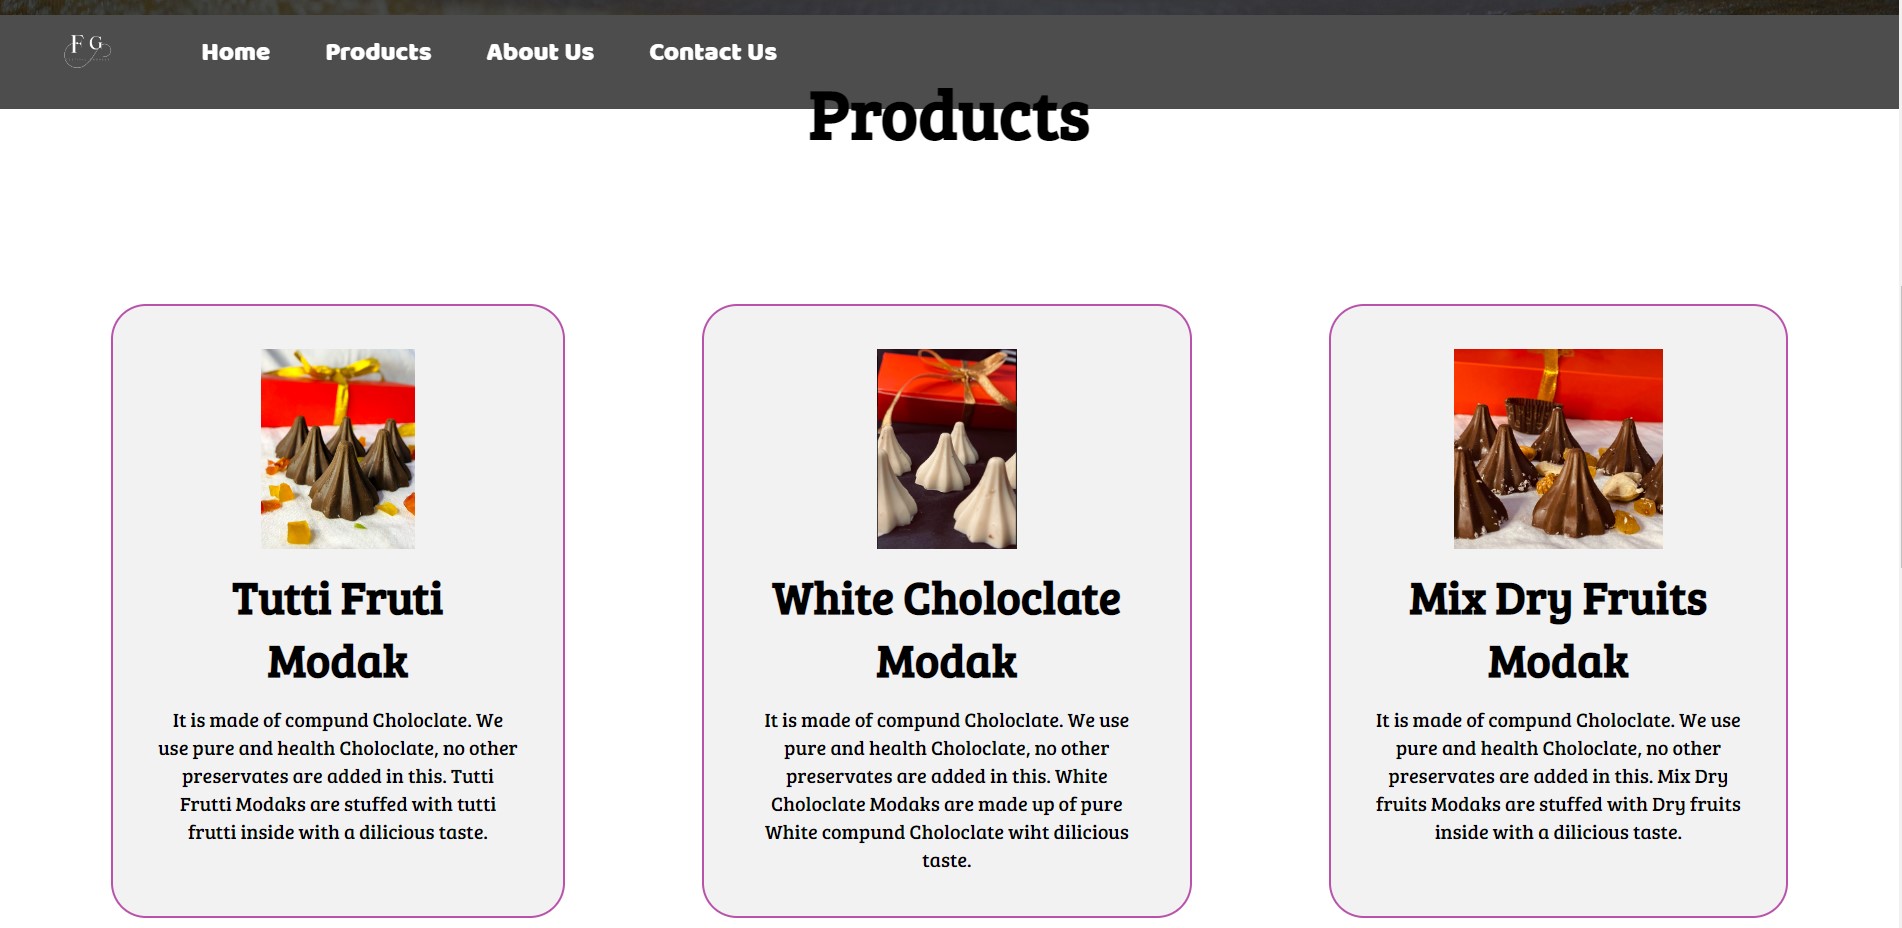 F G
Home Products About Us Contact Us
Products
Tutti Fruti
Modak
It is made of compund Choloclate. We
use pure and health Choloclate, no other
preservates are added in this. Tutti
Frutti Modaks are stuffed with tutti
frutti inside with a dilicious taste.
White Choloclate
Modak
It is made of compund Choloclate. We use
pure and health Choloclate, no other
preservates are added in this. White
Choloclate Modaks are made up of pure
White compund Choloclate wiht dilicious
taste.
Mix Dry Fruits
Modak
It is made of compund Choloclate. We use
pure and health Choloclate, no other
preservates are added in this. Mix Dry
fruits Modaks are stuffed with Dry fruits
inside with a dilicious taste.